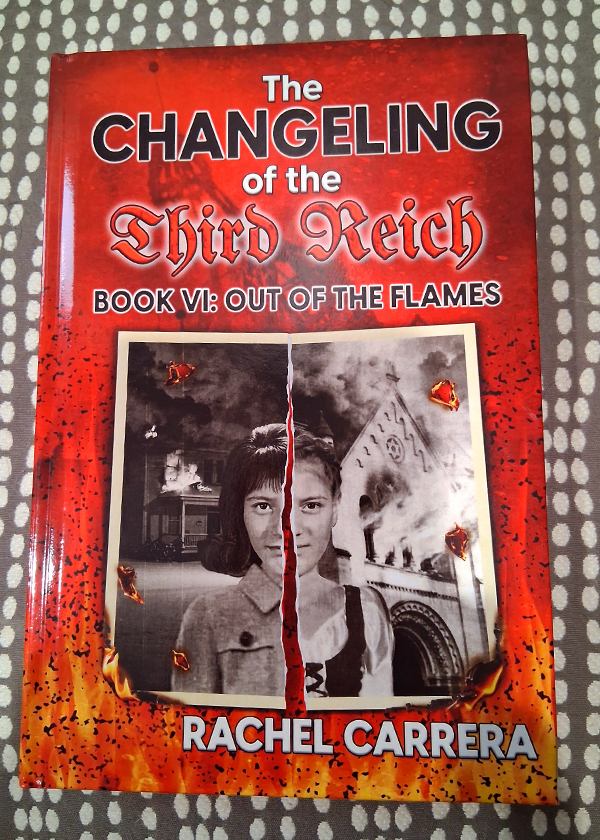 The
CHANGELING
of the
Third Reich
BOOK VI: OUT OF THE FLAMES
RACHEL CARRERA